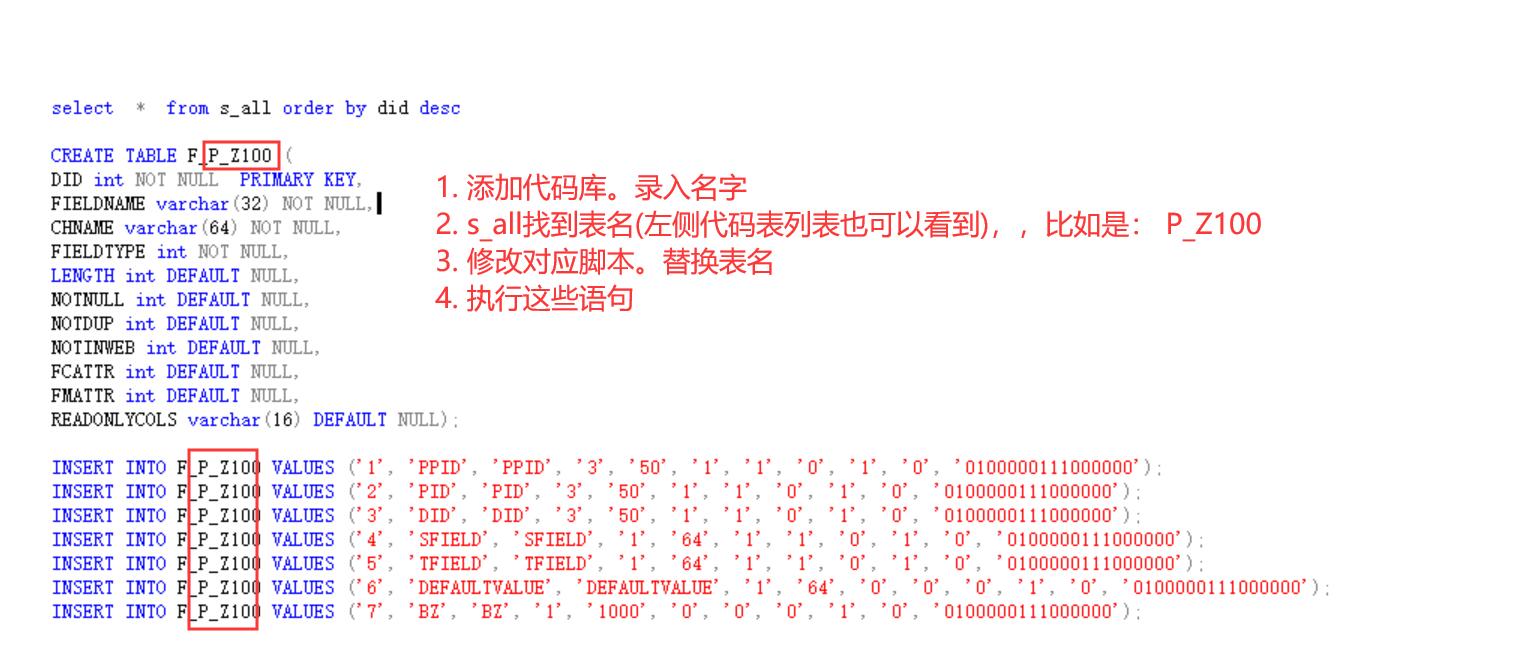 select  *  from s_all order by did desc
CREATE TABLE F_P_Z100 (
DID int NOT NULL  PRIMARY KEY,
FIELDNAME varchar(32) NOT NULL,
CHNAME varchar(64) NOT NULL,
FIELDTYPE int NOT NULL,
LENGTH int DEFAULT NULL,
NOTNULL int DEFAULT NULL,
NOTDUP int DEFAULT NULL,
NOTINWEB int DEFAULT NULL,
FCATTR int DEFAULT NULL,
FMATTR int DEFAULT NULL,
READONLYCOLS varchar(16) DEFAULT NULL);
1. 添加代码库。录入名字
2. s_all找到表名(左侧代码表列表也可以看到)，，比如是： P_Z100
3. 修改对应脚本。替换表名
4. 执行这些语句
INSERT INTO F_P_Z100 VALUES ('1', 'PPID', 'PPID', '3', '50', '1', '1', '0', '1', '0', '0100000111000000');
INSERT INTO F_P_Z100 VALUES ('2', 'PID', 'PID', '3', '50', '1', '1', '0', '1', '0', '0100000111000000');
INSERT INTO F_P_Z100 VALUES ('3', 'DID', 'DID', '3', '50', '1', '1', '0', '1', '0', '0100000111000000');
INSERT INTO F_P_Z100 VALUES ('4', 'SFIELD', 'SFIELD', '1', '64', '1', '1', '0', '1', '0', '0100000111000000');
INSERT INTO F_P_Z100 VALUES ('5', 'TFIELD', 'TFIELD', '1', '64', '1', '1', '0', '1', '0', '0100000111000000');
INSERT INTO F_P_Z100 VALUES ('6', 'DEFAULTVALUE', 'DEFAULTVALUE', '1', '64', '0', '0', '0', '1', '0', '0100000111000000');
INSERT INTO F_P_Z100 VALUES ('7', 'BZ', 'BZ', '1', '1000', '0', '0', '0', '1', '0', '0100000111000000');